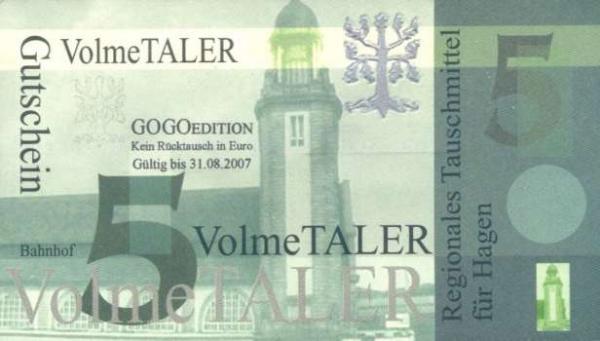 Gutschein
VolmeTALER
GOGOEDITION
Kein Rücktausch in Euro
Gültig bis 31.08.2007
5
Bahnhof
VolmeTALER
VolmeTALER
Regionales Tauschmittel
für Hagen
5